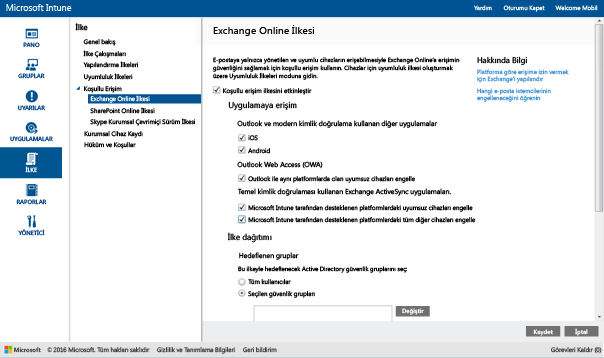 Microsoft Intune
Yardım
Oturumu Kapat
Welcome Mobil
PANO
GRUPLAR
UYARILAR
UYGULAMALAR
İLKE
RAPORLAR
YÖNETİCİ
İlke
Genel bakış
İlke Çalışmaları
Yapılandırma İlkeleri
Uyumluluk İlkeleri
Koşullu Erişim
Exchange Online İlkesi
SharePoint Online İlkesi
Skype Kurumsal Çevrimiçi Sürüm İlkesi
Kurumsal Cihaz Kaydı
Hüküm ve Koşullar
Exchange Online İlkesi
E-postaya yalnızca yönetilen ve uyumlu cihazların erişebilmesiyle Exchange Online'a erişimin
güvenliğini sağlamak için koşullu erişim kullanın. Cihazlar için uyumluluk ilkesi oluşturmak
üzere Uyumluluk İlkeleri moduna gidin.
Koşullu erişim ilkesini etkinleştir
Uygulamaya erişim
Outlook ve modern kimlik doğrulama kullanan diğer uygulamalar
iOS
Android
Outlook Web Access (OWA)
Outlook ile aynı platformlarda olan uyumsuz cihazları engelle
Temel kimlik doğrulaması kullanan Exchange ActiveSync uygulamaları.
Microsoft Intune tarafından desteklenen platformlardaki uyumsuz cihazları engelle
Microsoft Intune tarafından desteklenen platformlardaki tüm diğer cihazları engelle
İlke dağıtımı
Hedeflenen gruplar
Bu ilkeyle hedeflenecek Active Directory güvenlik gruplarını seç
Tüm kullanıcılar
Seçilen güvenlik grupları
Değiştir
Hakkında Bilgi
Platforma göre erişime izin vermek
için Exchange'i yapılandır
Hangi e-posta istemcilerinin
engelleneceğini öğrenin
Kaydet
İptal
Microsoft
© 2016 Microsoft. Tüm hakları saklıdır
Gizlilik ve Tanımlama Bilgileri
Geri bildirim
Görevleri Kaldır (0)